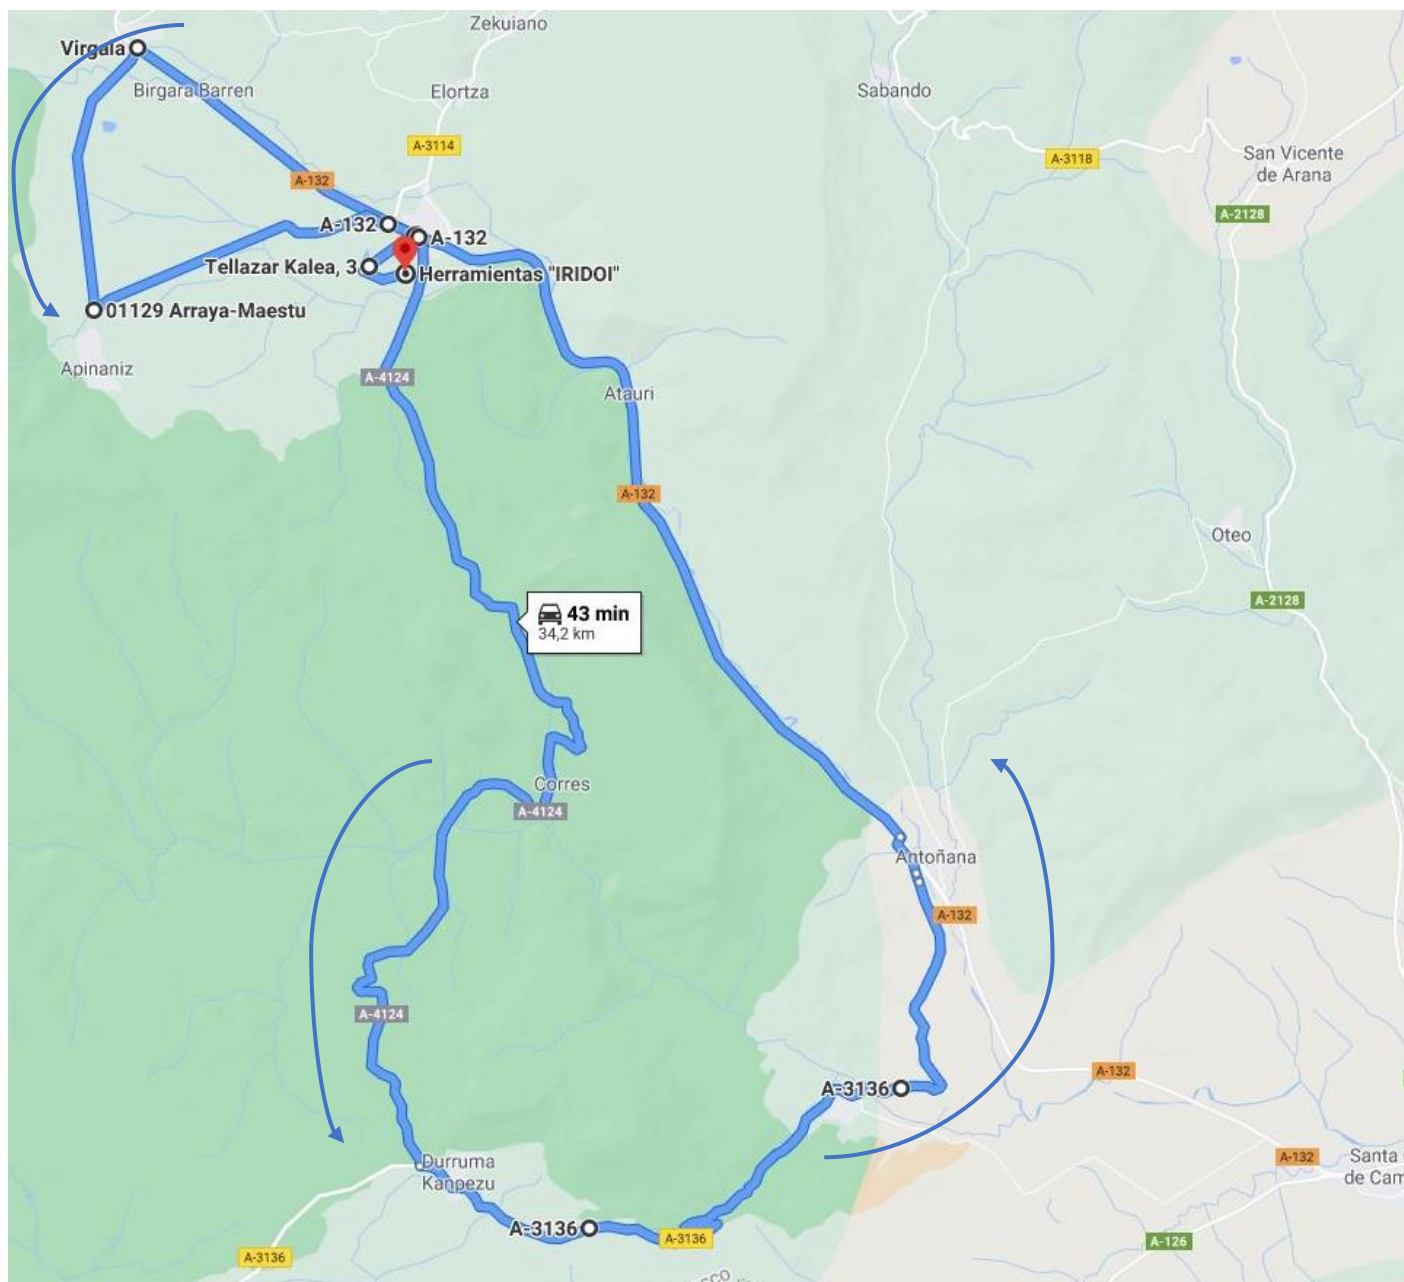 Zekuiano
Virgala
Birgara Barren
Elortza
Sabando
A-3114
A-3118
San Vicente
de Arana
A-132
A-2128
A-132
A-132
Tellazar Kalea, 3
Herramientas "IRIDOI"
01129 Arraya-Maestu
Apinaniz
A-4124
Atauri
A-132
Oteo
A-2128
43 min
34,2 km
Corres
A-4124
Antoñana
A-132
A-4124
A-132
A-3136
Durruma
Kanpezu
A-132
Santa
de Cam
A-3136
A-3136
A-126
A-3136